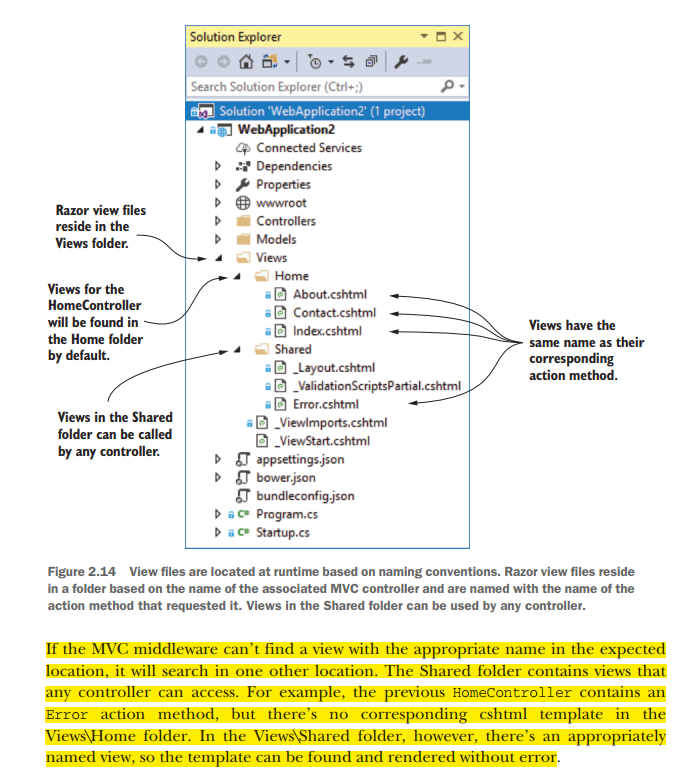 Solution Explorer
Search Solution Explorer (Ctrl+;)
Solution 'WebApplication2' (1 project)
WebApplication2
Connected Services
Dependencies
Properties
wwwroot
Controllers
Models
Views
Home
About.cshtml
Contact.cshtml
Index.cshtml
Shared
_Layout.cshtml
_ValidationScriptsPartial.cshtml
Error.cshtml
_ViewImports.cshtml
_ViewStart.cshtml
appsettings.json
bower.json
bundleconfig.json
C# Program.cs
C# Startup.cs
Razor view files
reside in the
Views folder.
Views for the
HomeController
will be found in
the Home folder
by default.
Views in the Shared
folder can be called
by any controller.
Views have the
same name as their
corresponding
action method.
Figure 2.14 View files are located at runtime based on naming conventions. Razor view files reside
in a folder based on the name of the associated MVC controller and are named with the name of the
action method that requested it. Views in the Shared folder can be used by any controller.
If the MVC middleware can't find a view with the appropriate name in the expected
location, it will search in one other location. The Shared folder contains views that
any controller can access. For example, the previous HomeController contains an
Error action method, but there's no corresponding cshtml template in the
Views\Home folder. In the Views\Shared folder, however, there's an appropriately
named view, so the template can be found and rendered without error.